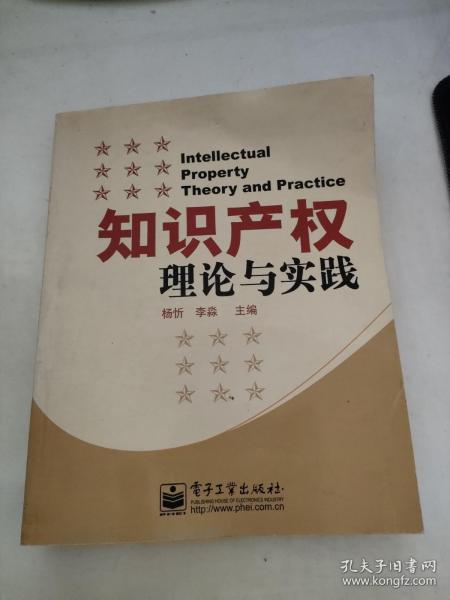 Intellectual
Property
Theory and Practice
知识产权
理论与实践
杨忻 李淼 主编
PHEI
電子工業出版社
PUBLISHING HOUSE OF ELECTRONICS INDUSTRY
http://www.phei.com.cn
孔夫子旧书网
www.kongfz.com